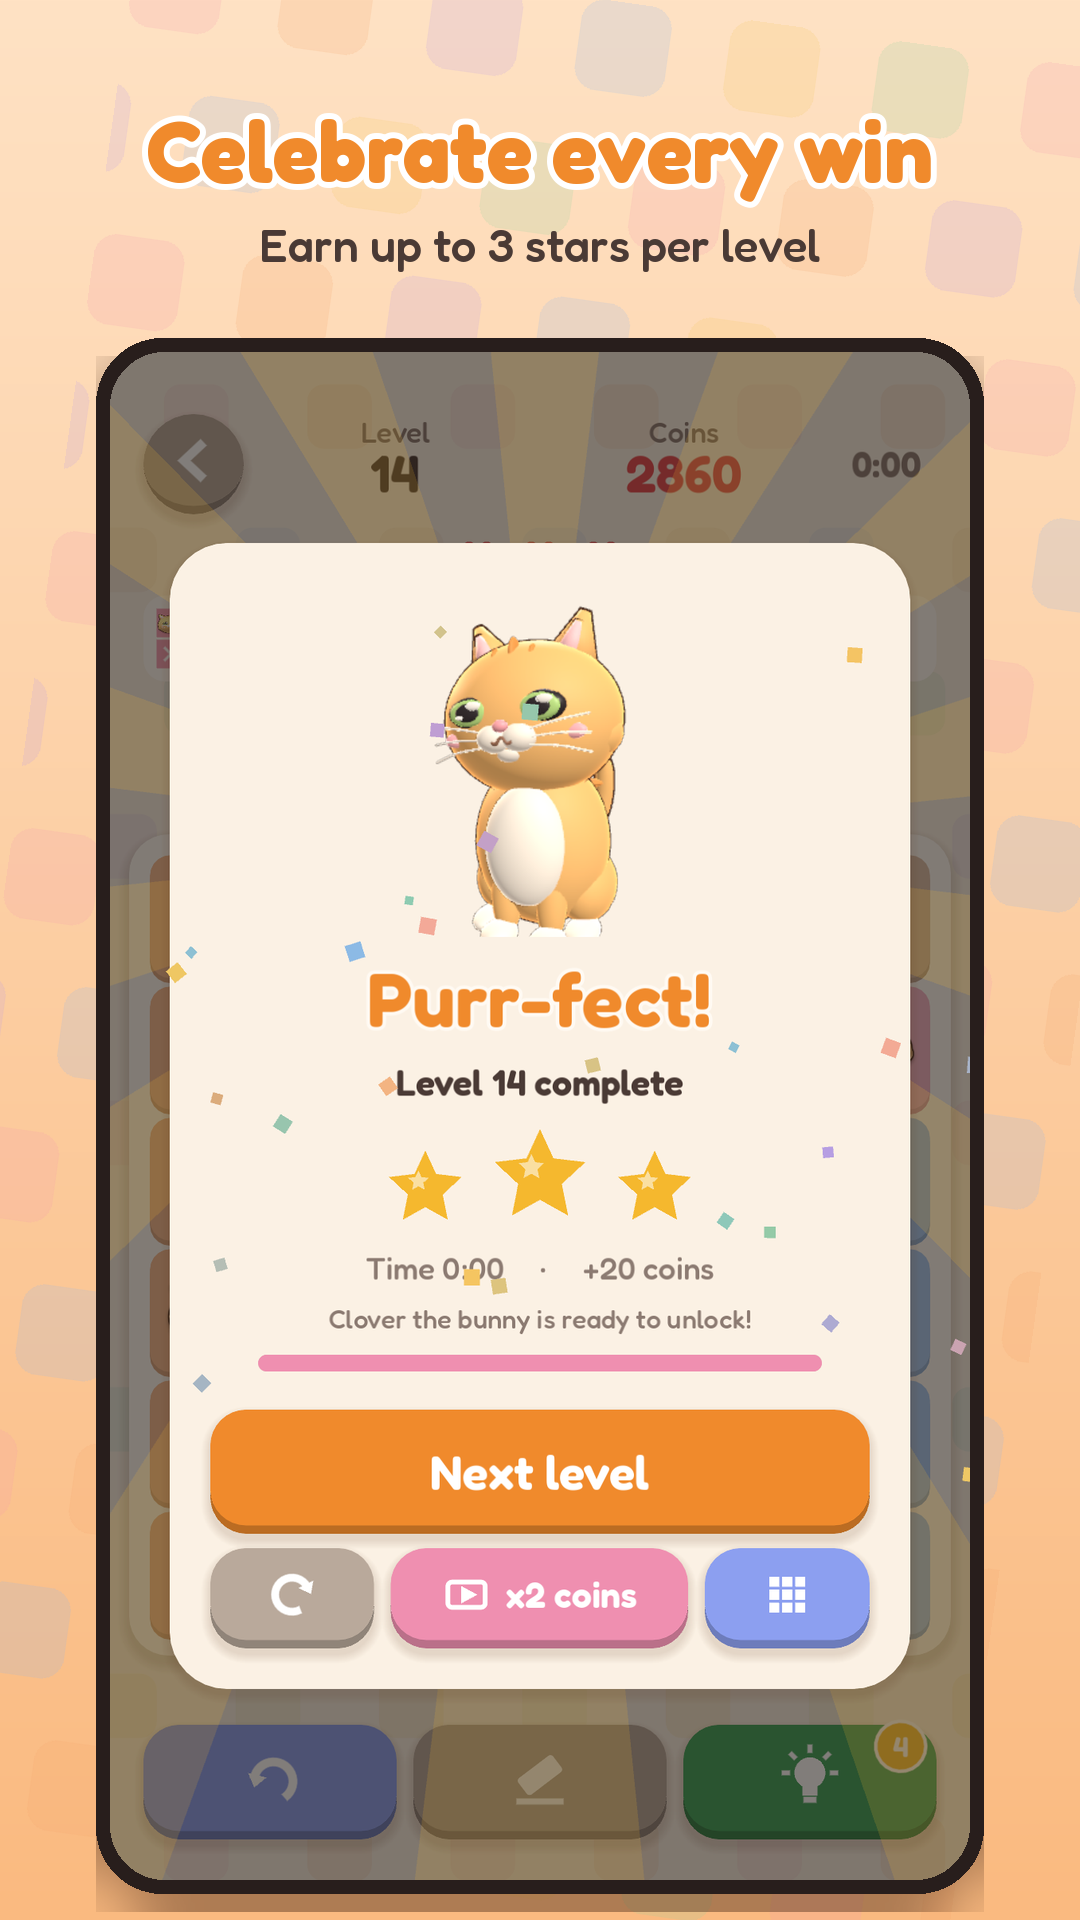 Celebrate every win
Earn up to 3 stars per level
Level
14
Coins
2860
0:00
Purr-fect!
Level 14 complete
Time 0:00 · +20 coins
Clover the bunny is ready to unlock!
Next level
x2 coins
4